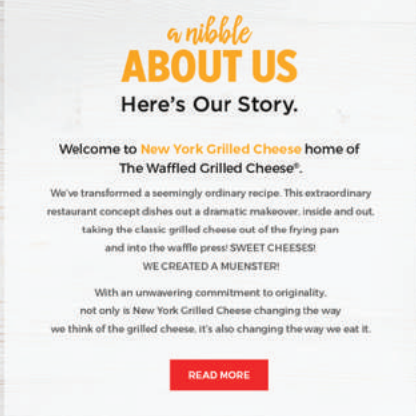 a nibble
ABOUT US
Here's Our Story.
Welcome to New York Grilled Cheese home of
The Waffled Grilled Cheese®.
We've transformed a seemingly ordinary recipe. This extraordinary
restaurant concept dishes out a dramatic makeover, inside and out,
taking the classic grilled cheese out of the frying pan
and into the waffle press! SWEET CHEESES!
WE CREATED A MUENSTER!
With an unwavering commitment to originality,
not only is New York Grilled Cheese changing the way
we think of the grilled cheese, it's also changing the way we eat it.
READ MORE